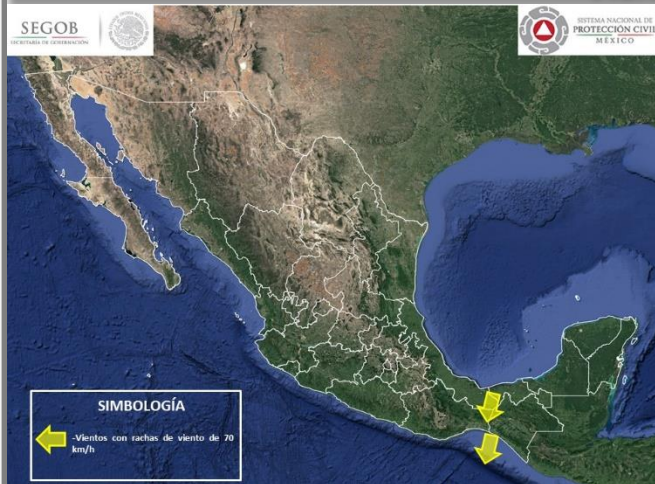 SEGOB
SECRETARÍA DE GOBERNACIÓN
SISTEMA NACIONAL DE
PROTECCIÓN CIVIL
MÉXICO
SIMBOLOGÍA
-Vientos con rachas de viento de 70
km/h